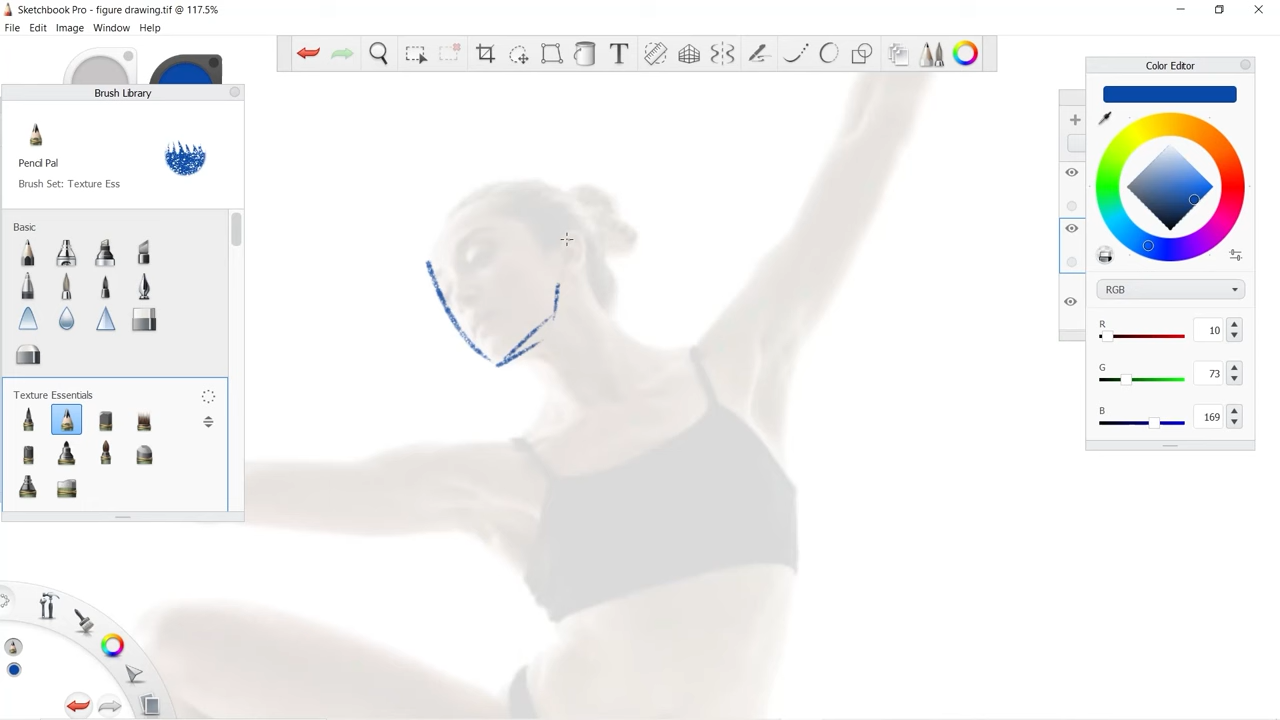 Sketchbook Pro - figure drawing.tif @ 117.5%
File Edit Image Window Help
Brush Library
Pencil Pal
Brush Set: Texture Ess
Basic
Texture Essentials
Color Editor
RGB
R 10
G 73
B 169